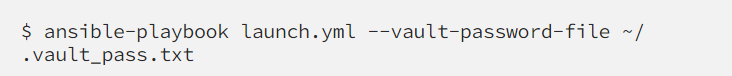 $ ansible-playbook launch.yml --vault-password-file ~/
.vault_pass.txt